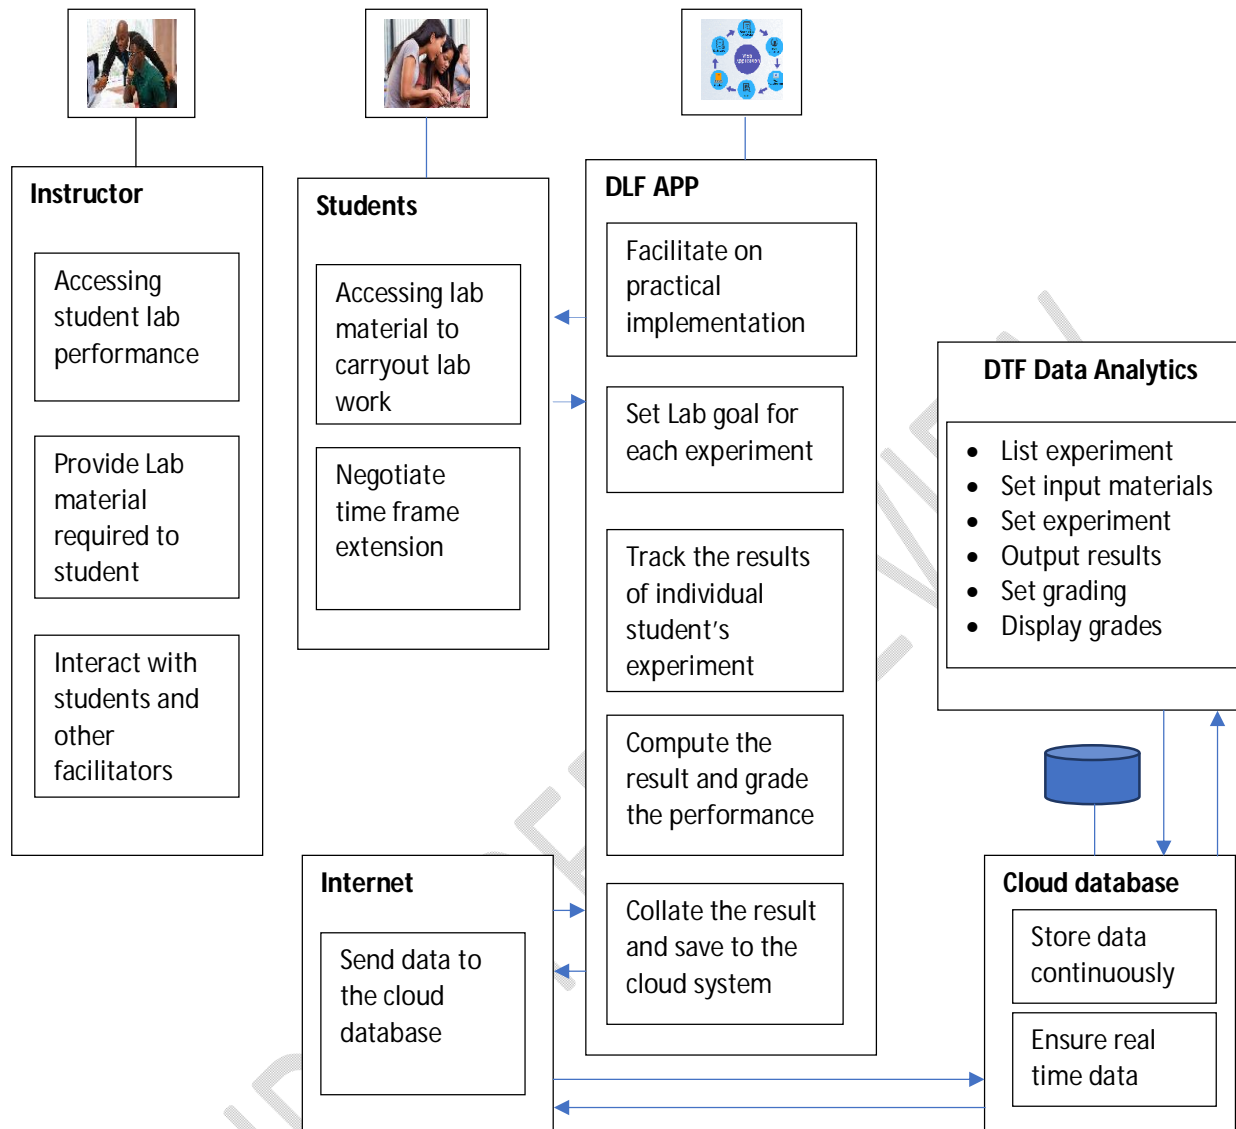 Instructor
Accessing
student lab
performance
Provide Lab
material
required to
student
Interact with
students and
other
facilitators
Students
Accessing lab
material to
carryout lab
work
Negotiate
time frame
extension
DLF APP
Facilitate on
practical
implementation
Set Lab goal for
each experiment
Track the results
of individual
student's
experiment
Compute the
result and grade
the performance
Collate the result
and save to the
cloud system
Internet
Send data to
the cloud
database
DTF Data Analytics
• List experiment
• Set input materials
• Set experiment
• Output results
• Set grading
• Display grades
Cloud database
Store data
continuously
Ensure real
time data